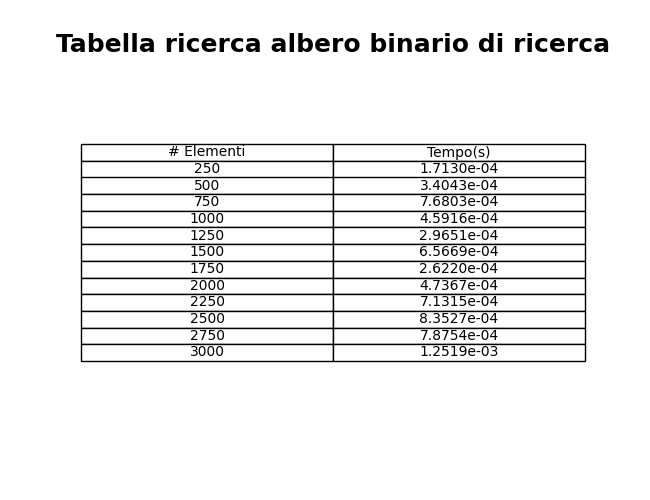 Tabella ricerca albero binario di ricerca
# Elementi Tempo(s)
250 1.7130e-04
500 3.4043e-04
750 7.6803e-04
1000 4.5916e-04
1250 2.9651e-04
1500 6.5669e-04
1750 2.6220e-04
2000 4.7367e-04
2250 7.1315e-04
2500 8.3527e-04
2750 7.8754e-04
3000 1.2519e-03